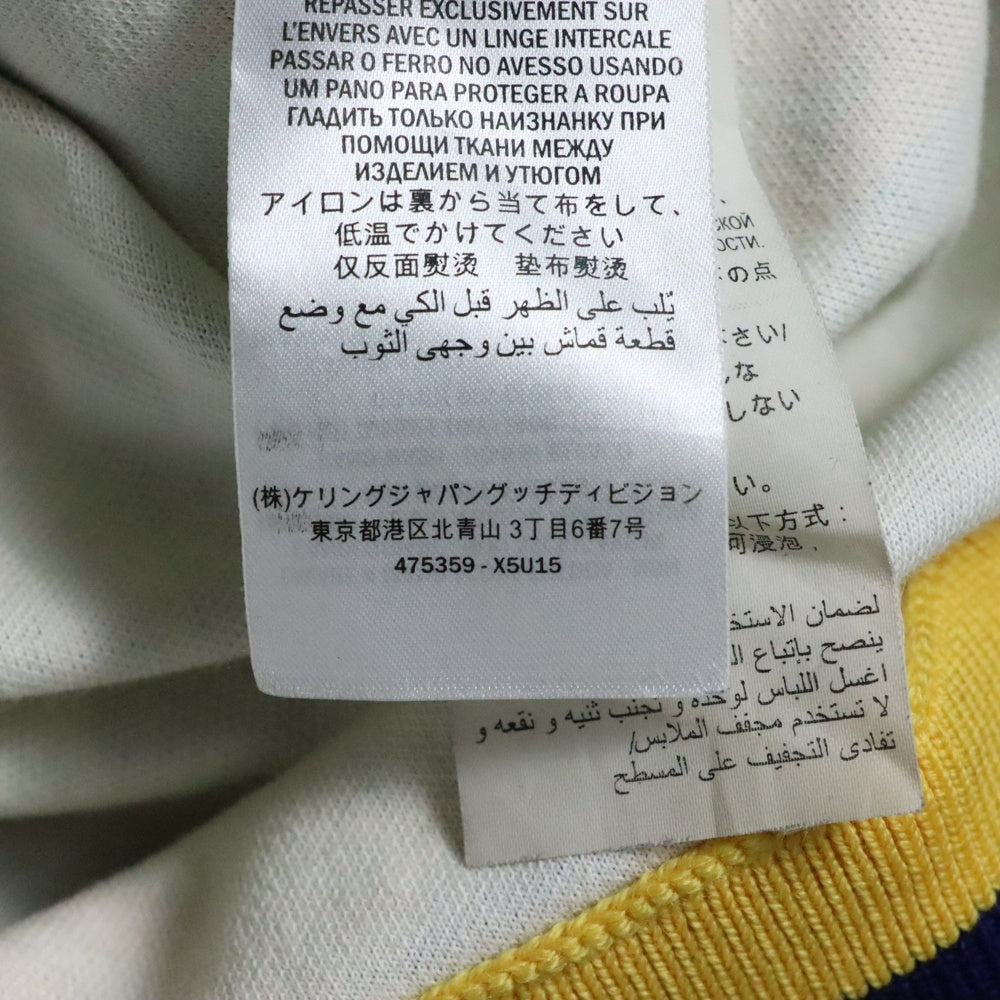 REPASSER EXCLUSIVEMENT SUR
L'ENVERS AVEC UN LINGE INTERCALE
PASSAR O FERRO NO AVESSO USANDO
UM PANO PARA PROTEGER A ROUPA
ГЛАДИТЬ ТОЛЬКО НАИЗНАНКУ ПРИ
ПОМОЩИ ТКАНИ МЕЖДУ
ИЗДЕЛИЕМ И УТЮГОМ
アイロンは裏から当て布をして、
低温でかけてください
仅反面熨烫 垫布熨烫
يُلب على الظهر قبل الكي مع وضع
قطعة قماش بين وجهى الثوب
(株)ケリングジャパングッチディビジョン
東京都港区北青山 3丁目6番7号
475359 - X5U15
の点
さい/
な
しない
い。
以下方式：
可浸泡，
لضمان
ينصح بإتباع
اغسل اللباس لوحده و تجنب ثنيه و نقعه و
لا تستخدم مجفف الملابس/
تفادى التجفيف على المسطح